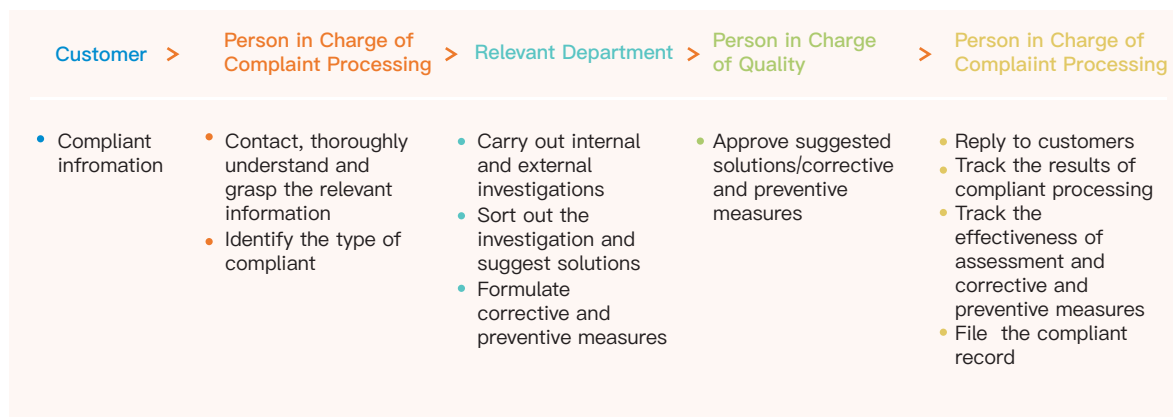 Customer
>
Person in Charge of
Complaint Processing
>
Relevant Department
>
Person in Charge
of Quality
>
Person in Charge of
Complaiint Processing
• Compliant
infromation
• Contact, thoroughly
understand and
grasp the relevant
information
• Identify the type of
compliant
• Carry out internal
and external
investigations
• Sort out the
investigation and
suggest solutions
• Formulate
corrective and
preventive measures
• Approve suggested
solutions/corrective
and preventive
measures
• Reply to customers
• Track the results of
compliant processing
• Track the
effectiveness of
assessment and
corrective and
preventive measures
• File the compliant
record